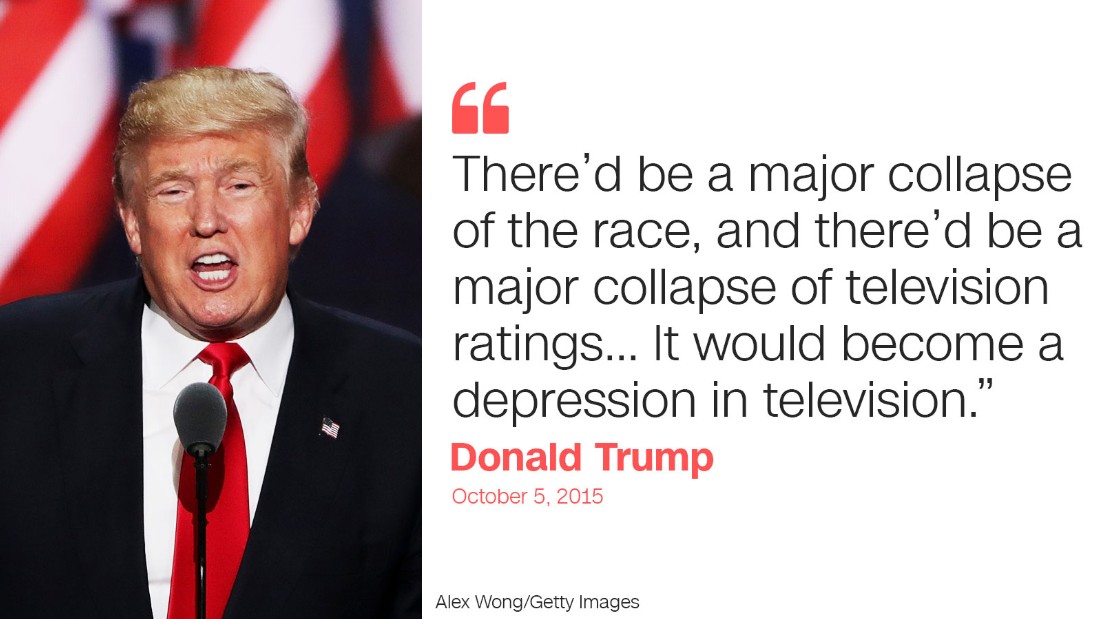 “
There’d be a major collapse
of the race, and there’d be a
major collapse of television
ratings... It would become a
depression in television.”
Donald Trump
October 5, 2015
Alex Wong/Getty Images